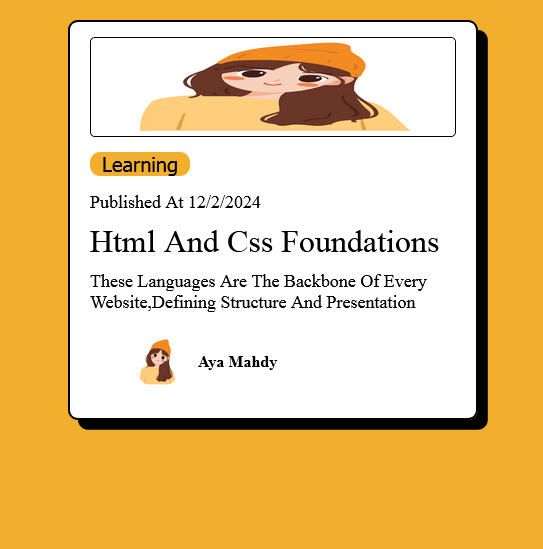 Learning
Published At 12/2/2024
Html And Css Foundations
These Languages Are The Backbone Of Every
Website,Defining Structure And Presentation
Aya Mahdy